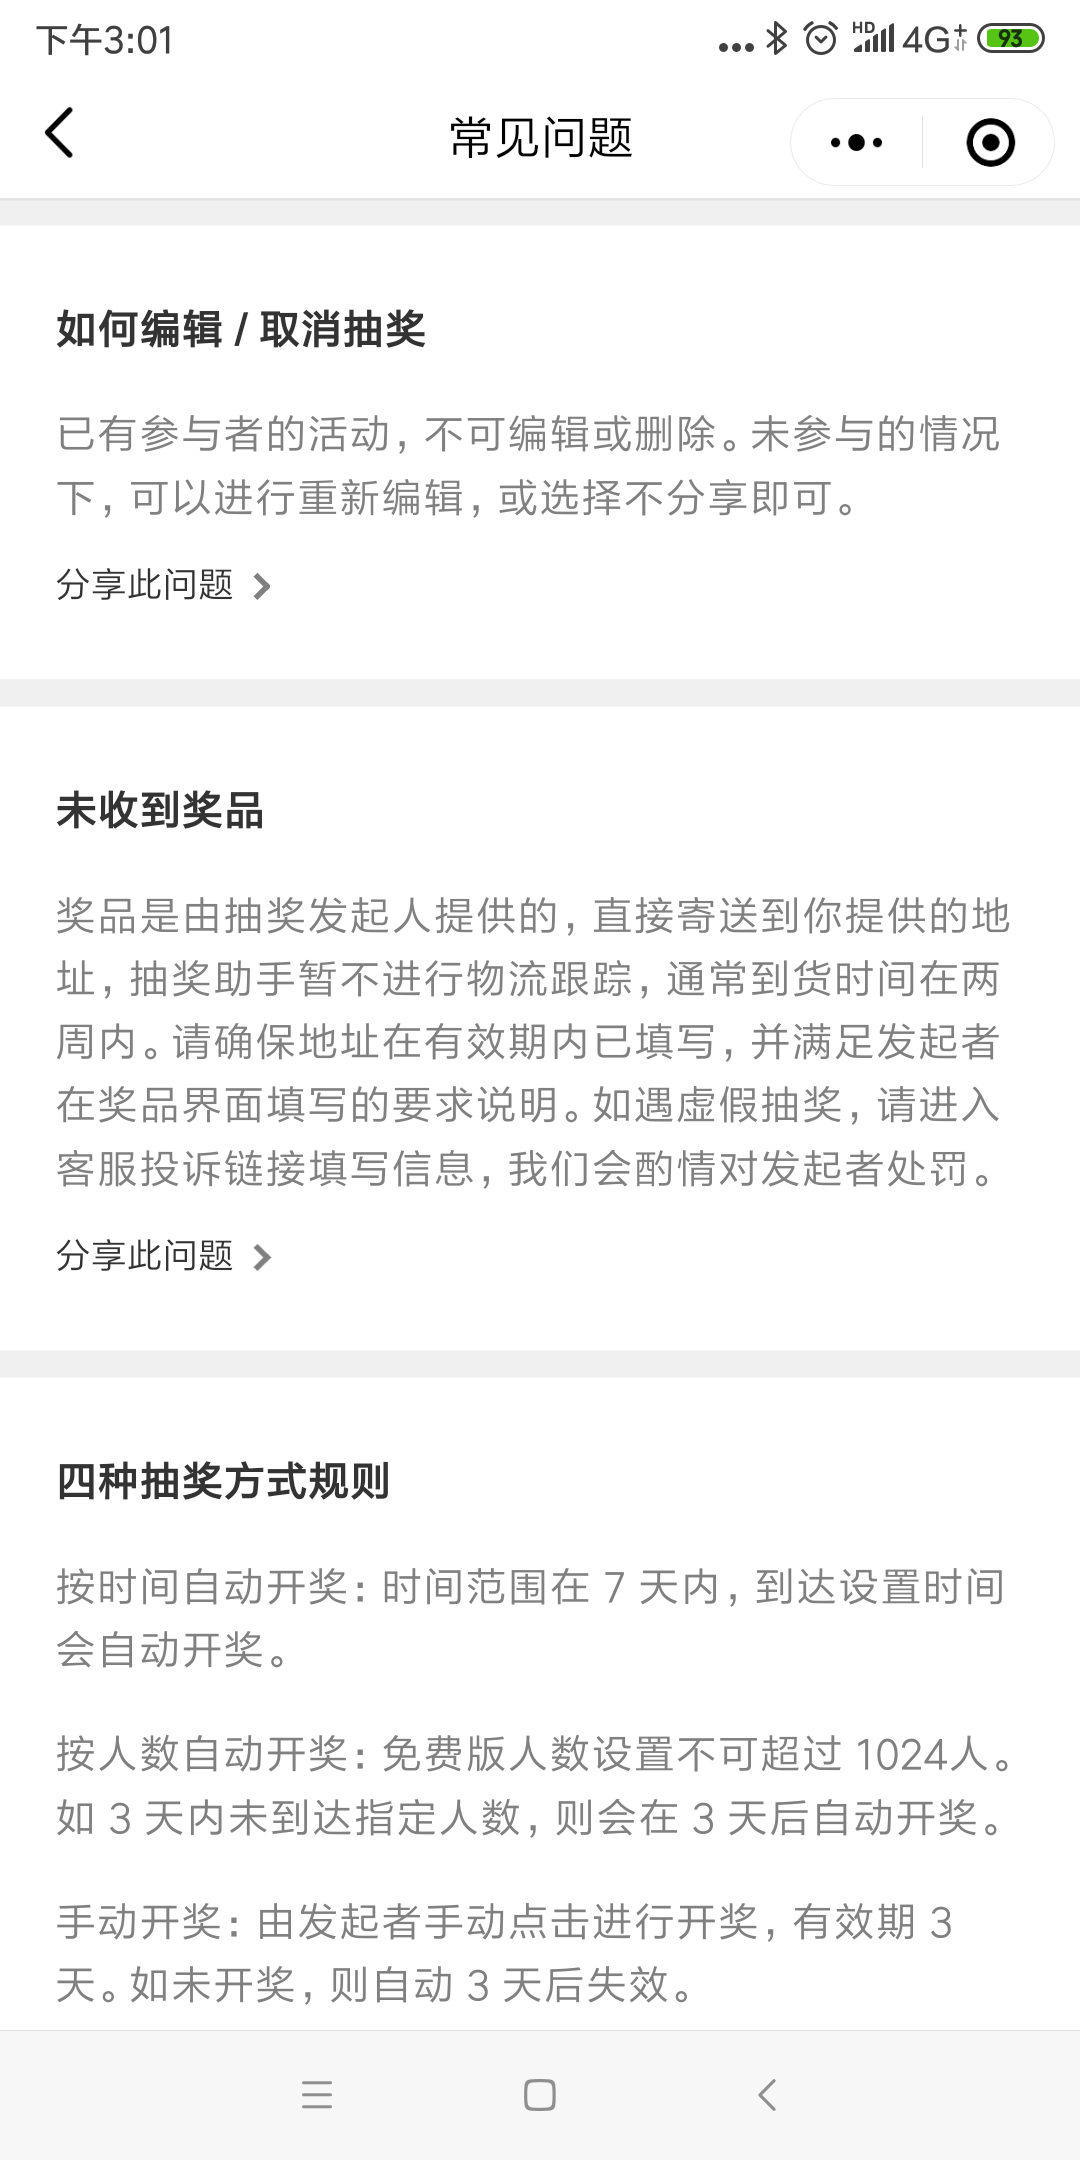 下午3:01
HD 4G+ 93
常见问题
如何编辑 / 取消抽奖
已有参与者的活动，不可编辑或删除。未参与的情况
下，可以进行重新编辑，或选择不分享即可。
分享此问题
未收到奖品
奖品是由抽奖发起人提供的，直接寄送到你提供的地
址，抽奖助手暂不进行物流跟踪，通常到货时间在两
周内。请确保地址在有效期内已填写，并满足发起者
在奖品界面填写的要求说明。如遇虚假抽奖，请进入
客服投诉链接填写信息，我们会酌情对发起者处罚。
分享此问题
四种抽奖方式规则
按时间自动开奖：时间范围在 7 天内，到达设置时间
会自动开奖。
按人数自动开奖：免费版人数设置不可超过 1024人。
如 3 天内未到达指定人数，则会在 3 天后自动开奖。
手动开奖：由发起者手动点击进行开奖，有效期 3
天。如未开奖，则自动 3 天后失效。